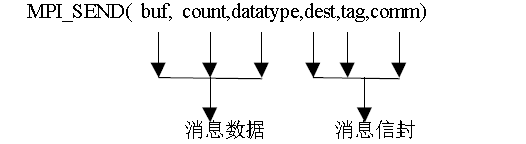 MPI_SEND( buf, count,datatype,dest,tag,comm)
消息数据 消息信封